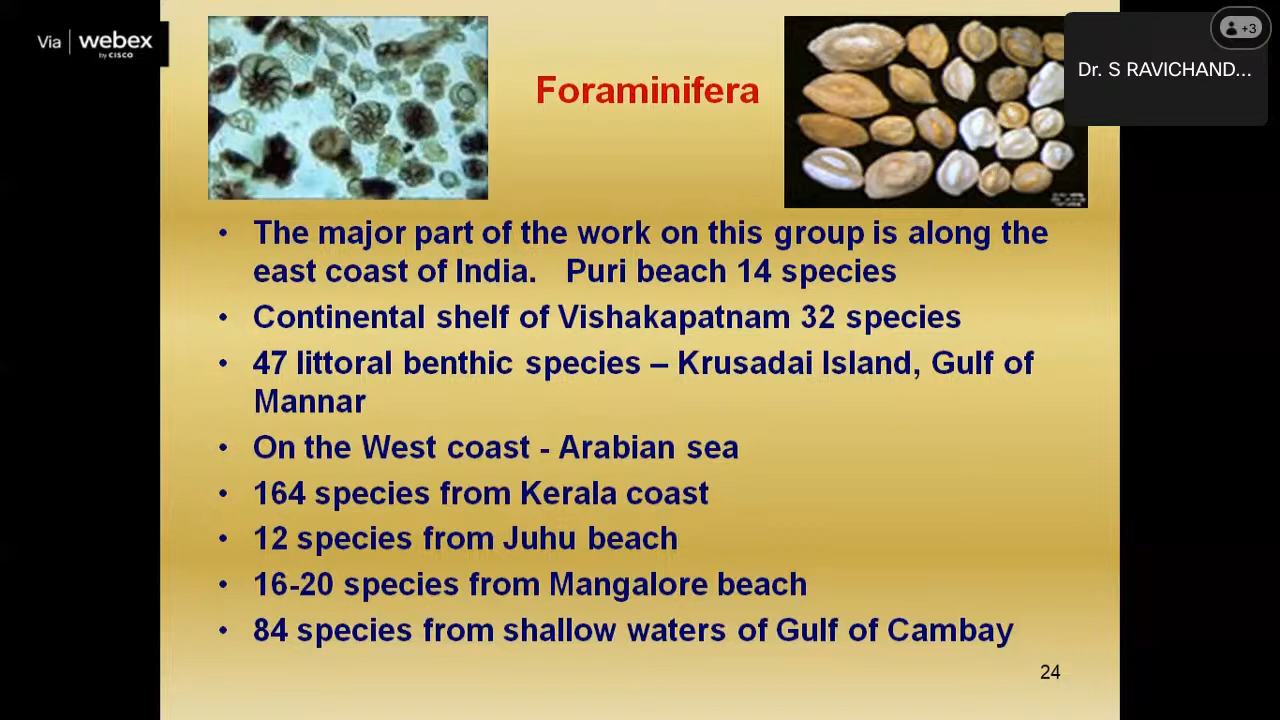 Via | webex
by CISCO
+3
Dr. S RAVICHAND...
Foraminifera
• The major part of the work on this group is along the
east coast of India. Puri beach 14 species
• Continental shelf of Vishakapatnam 32 species
• 47 littoral benthic species – Krusadai Island, Gulf of
Mannar
• On the West coast - Arabian sea
• 164 species from Kerala coast
• 12 species from Juhu beach
• 16-20 species from Mangalore beach
• 84 species from shallow waters of Gulf of Cambay
24